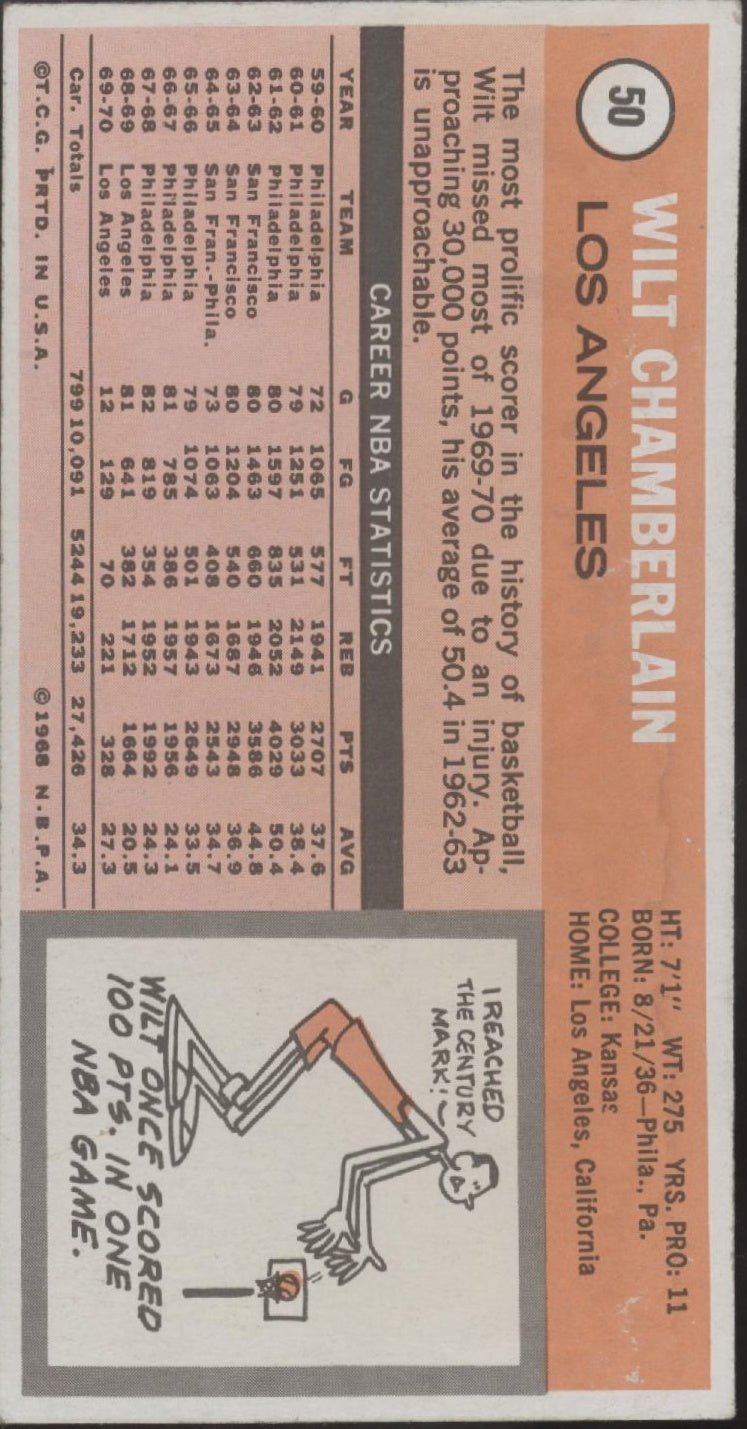 50
WILT CHAMBERLAIN
LOS ANGELES
HT: 7'1" WT: 275 YRS. PRO: 11
BORN: 8/21/36—Phila., Pa.
COLLEGE: Kansas
HOME: Los Angeles, California
The most prolific scorer in the history of basketball,
Wilt missed most of 1969-70 due to an injury. Ap-
proaching 30,000 points, his average of 50.4 in 1962-63
is unapproachable.
CAREER NBA STATISTICS
YEAR TEAM G FG FT REB PTS AVG
59-60 Philadelphia 72 1065 577 1941 2707 37.6
60-61 Philadelphia 79 1251 531 2149 3033 38.4
61-62 Philadelphia 80 1597 835 2052 4029 50.4
62-63 San Francisco 80 1463 660 1946 3586 44.8
63-64 San Francisco 80 1204 540 1687 2948 36.9
64-65 San Fran.-Phila. 73 1063 408 1673 2543 34.7
65-66 Philadelphia 79 1074 501 1943 2649 33.5
66-67 Philadelphia 81 785 386 1957 1956 24.1
67-68 Philadelphia 82 819 354 1952 1992 24.3
68-69 Los Angeles 81 641 382 1712 1664 20.5
69-70 Los Angeles 12 129 70 221 328 27.3
Car. Totals 799 10,091 5244 19,233 27,426 34.3
©T.C.G. PRTD. IN U.S.A. ©1968 N.B.P.A.
I REACHED
THE CENTURY
MARK!
WILT ONCE SCORED
100 PTS. IN ONE
NBA GAME.